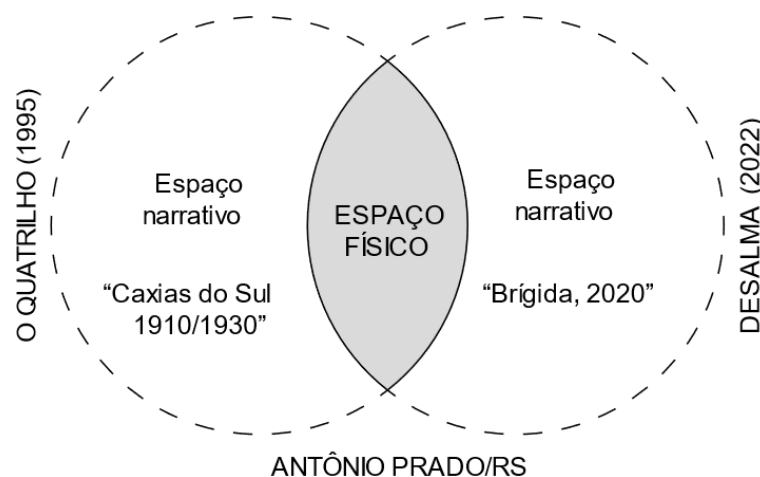 O QUATRILHO (1995)
Espaço
narrativo
“Caxias do Sul
1910/1930”
ESPAÇO
FÍSICO
Espaço
narrativo
“Brígida, 2020”
DESALMA (2022)
ANTÔNIO PRADO/RS